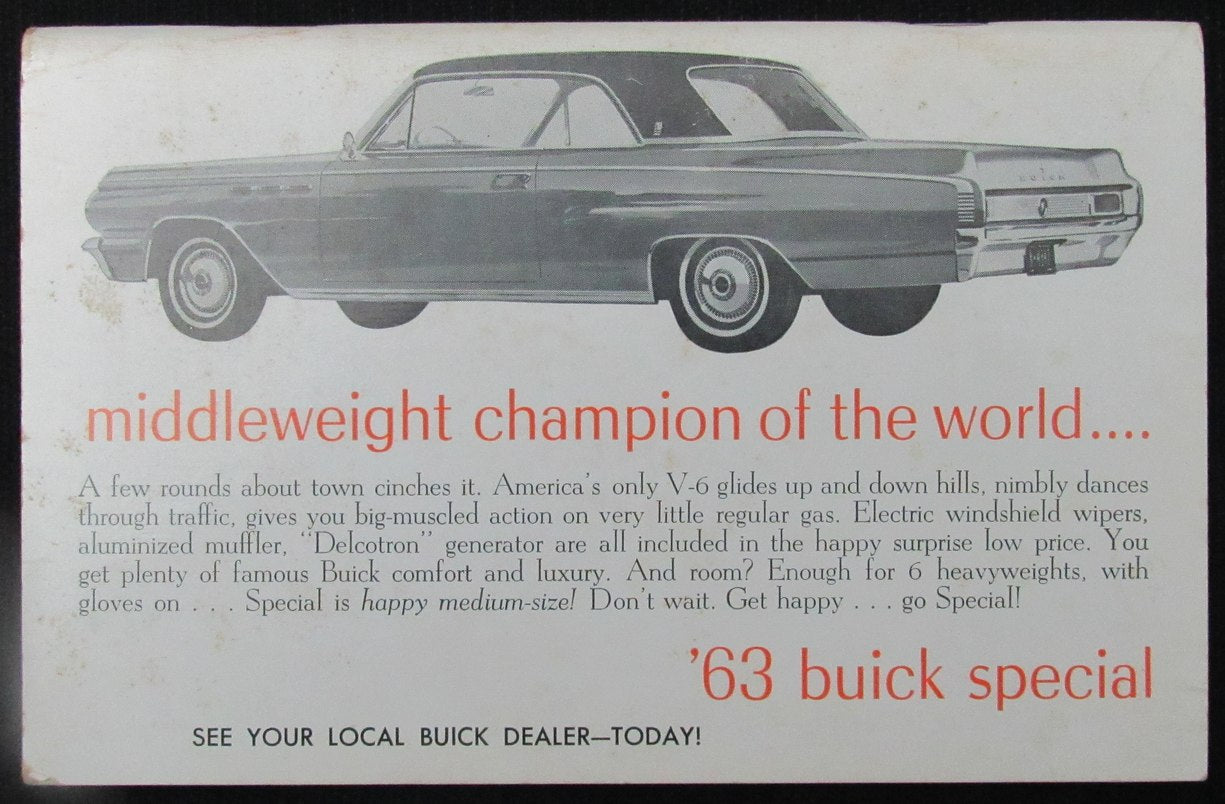 BUICK
middleweight champion of the world....
A few rounds about town cinches it. America's only V-6 glides up and down hills, nimbly dances
through traffic, gives you big-muscled action on very little regular gas. Electric windshield wipers,
aluminized muffler, "Delcotron" generator are all included in the happy surprise low price. You
get plenty of famous Buick comfort and luxury. And room? Enough for 6 heavyweights, with
gloves on . . . Special is happy medium-size! Don't wait. Get happy . . . go Special!
'63 buick special
SEE YOUR LOCAL BUICK DEALER—TODAY!